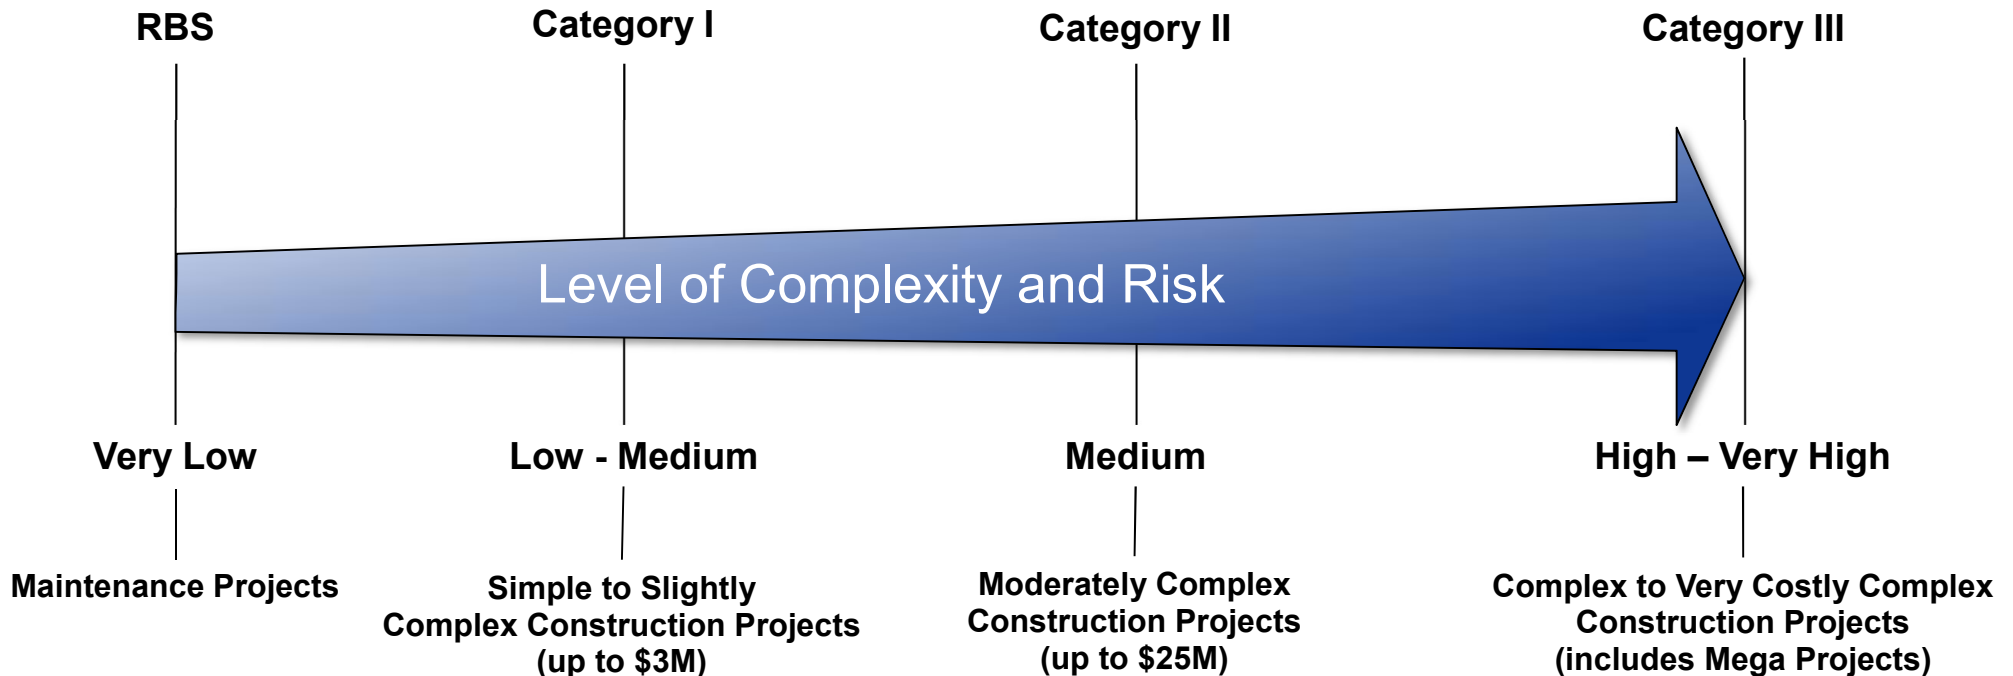 RBS
Category I
Category II
Category III
Level of Complexity and Risk
Very Low
Low - Medium
Medium
High – Very High
Maintenance Projects
Simple to Slightly
Complex Construction Projects
(up to $3M)
Moderately Complex
Construction Projects
(up to $25M)
Complex to Very Costly Complex
Construction Projects
(includes Mega Projects)